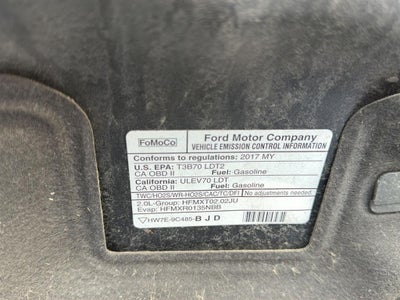 FoMoCo
Ford Motor Company
VEHICLE EMISSION CONTROL INFORMATION
Conforms to regulations: 2017 MY
U.S. EPA: T3B70 LDT2
CA OBD II Fuel: Gasoline
California: ULEV70 LDT
CA OBD II Fuel: Gasoline
TWC/HO2S/WR-HO2S/CAC/TC/DFI No adjustments needed.
2.0L-Group: HFMXT02.02JU
Evap: HFMXR0135NBB
HW7E-9C485-BJD